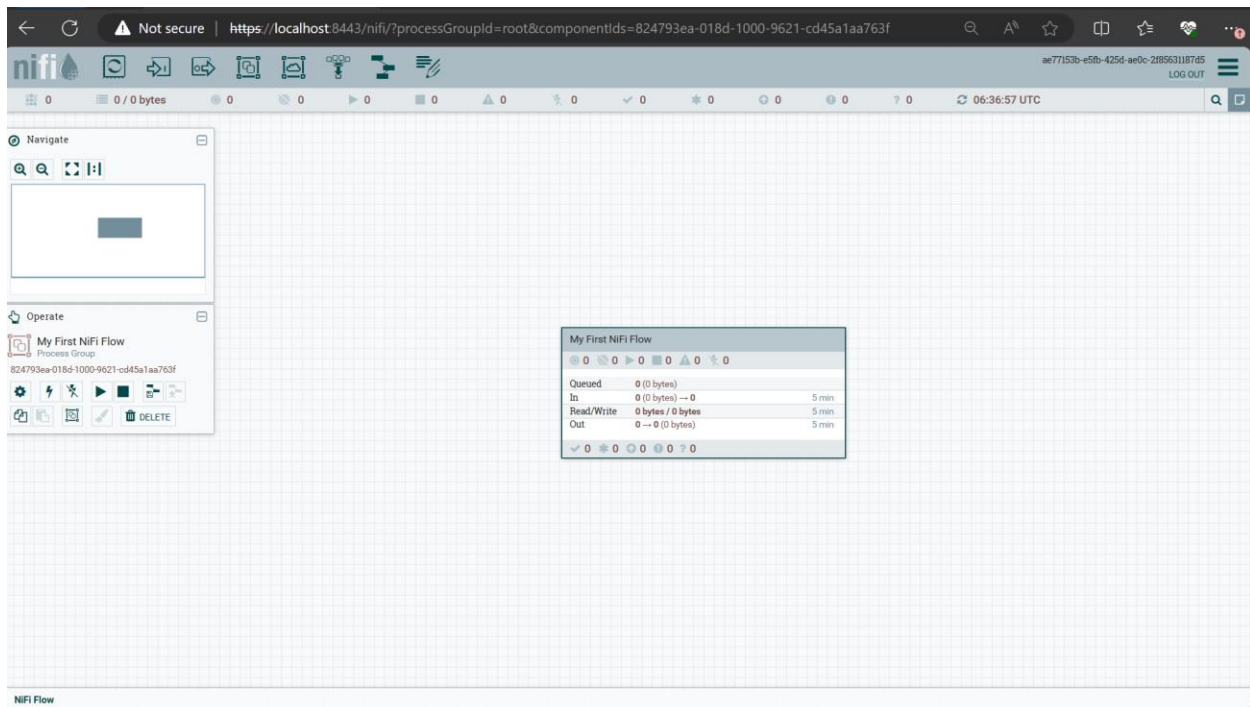 Not secure | https://localhost:8443/nifi/?processGroupId=root&componentIds=824793ea-018d-1000-9621-cd45a1aa763f
nifi
ae77153b-e5fb-425d-ae0c-2f85631187d5
LOG OUT
0 0 / 0 bytes 0 0 0 0 0 0 0 0 0 0 0 06:36:57 UTC
Navigate
Operate
My First NiFi Flow
Process Group
824793ea-018d-1000-9621-cd45a1aa763f
DELETE
My First NiFi Flow
0 0 0 0 0 0
Queued 0 (0 bytes)
In 0 (0 bytes) → 0 5 min
Read/Write 0 bytes / 0 bytes 5 min
Out 0 → 0 (0 bytes) 5 min
0 0 0 0 ? 0
NiFi Flow